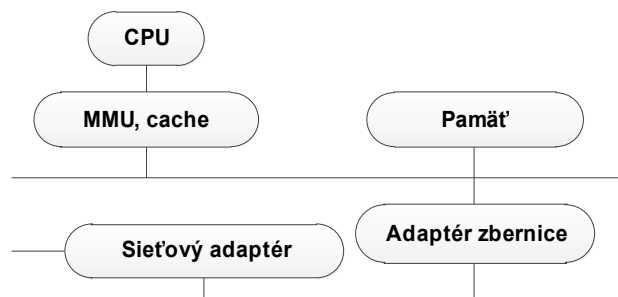 CPU
MMU, cache
Pamäť
Sieťový adaptér
Adaptér zbernice